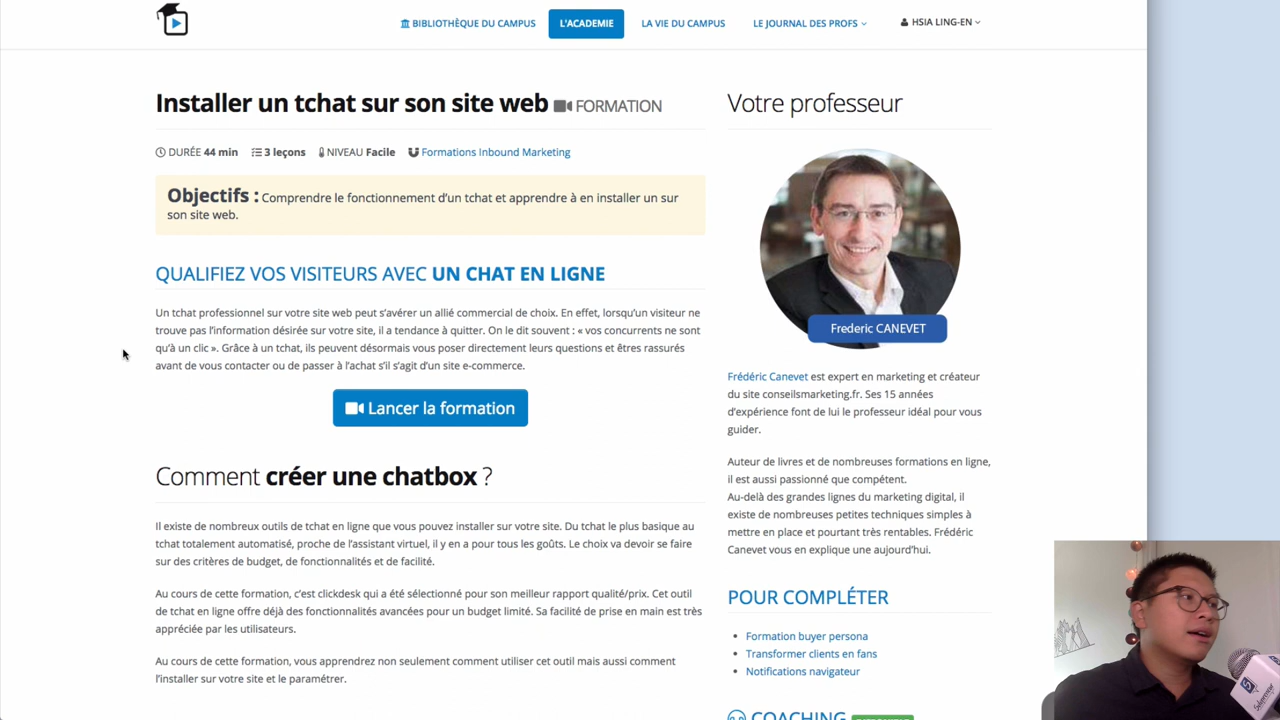 BIBLIOTHÈQUE DU CAMPUS
L'ACADEMIE
LA VIE DU CAMPUS
LE JOURNAL DES PROFS
HSIA LING-EN
Installer un tchat sur son site web FORMATION
DURÉE 44 min 3 leçons NIVEAU Facile Formations Inbound Marketing
Objectifs : Comprendre le fonctionnement d'un tchat et apprendre à en installer un sur
son site web.
QUALIFIEZ VOS VISITEURS AVEC UN CHAT EN LIGNE
Un tchat professionnel sur votre site web peut s'avérer un allié commercial de choix. En effet, lorsqu'un visiteur ne
trouve pas l'information désirée sur votre site, il a tendance à quitter. On le dit souvent : « vos concurrents ne sont
qu'à un clic ». Grâce à un tchat, ils peuvent désormais vous poser directement leurs questions et êtres rassurés
avant de vous contacter ou de passer à l'achat s'il s'agit d'un site e-commerce.
Lancer la formation
Comment créer une chatbox ?
Il existe de nombreux outils de tchat en ligne que vous pouvez installer sur votre site. Du tchat le plus basique au
tchat totalement automatisé, proche de l'assistant virtuel, il y en a pour tous les goûts. Le choix va devoir se faire
sur des critères de budget, de fonctionnalités et de facilité.
Au cours de cette formation, c'est clickdesk qui a été sélectionné pour son meilleur rapport qualité/prix. Cet outil
de tchat en ligne offre déjà des fonctionnalités avancées pour un budget limité. Sa facilité de prise en main est très
appréciée par les utilisateurs.
Au cours de cette formation, vous apprendrez non seulement comment utiliser cet outil mais aussi comment
l'installer sur votre site et le paramétrer.
Votre professeur
Frederic CANEVET
Frédéric Canevet est expert en marketing et créateur
du site conseilsmarketing.fr. Ses 15 années
d'expérience font de lui le professeur idéal pour vous
guider.
Auteur de livres et de nombreuses formations en ligne,
il est aussi passionné que compétent.
Au-delà des grandes lignes du marketing digital, il
existe de nombreuses petites techniques simples à
mettre en place et pourtant très rentables. Frédéric
Canevet vous en explique une aujourd'hui.
POUR COMPLÉTER
Formation buyer persona
Transformer clients en fans
Notifications navigateur
COACHING